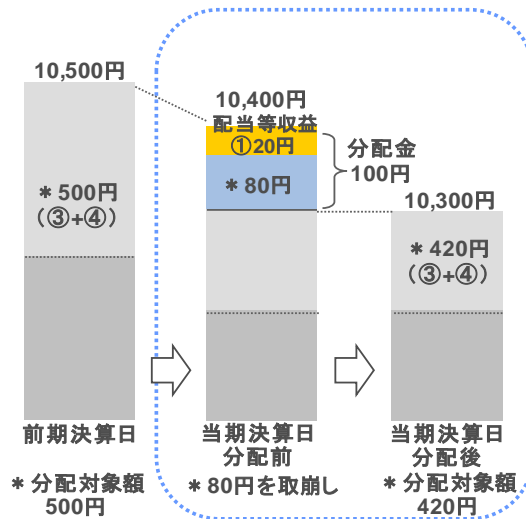 10,500円
10,400円
配当等収益
①20円
分配金
100円
10,300円
＊500円
（③+④）
＊80円
＊420円
（③+④）
前期決算日
当期決算日
分配前
当期決算日
分配後
＊分配対象額
500円
＊80円を取崩し
＊分配対象額
420円